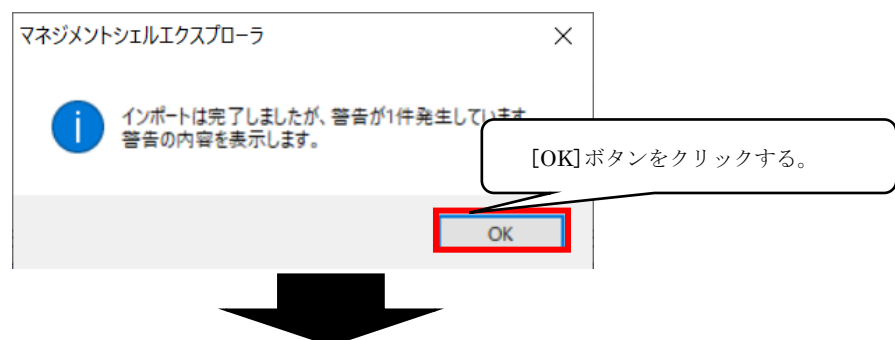 マネジメントシェルエクスプローラ
インポートは完了しましたが、警告が1件発生しています
警告の内容を表示します。
[OK]ボタンをクリックする。
OK